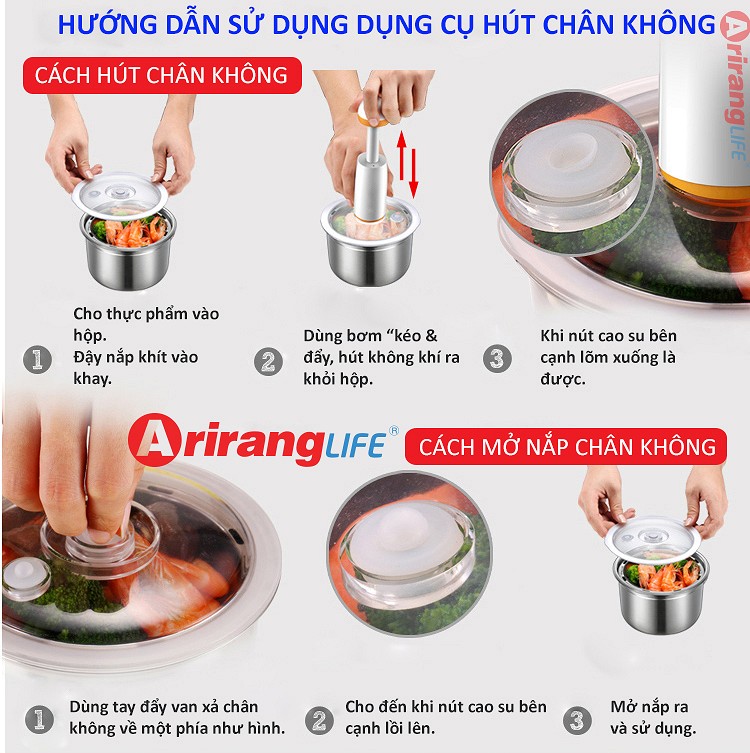 HƯỚNG DẪN SỬ DỤNG DỤNG CỤ HÚT CHÂN KHÔNG
ArirangLIFE
CÁCH HÚT CHÂN KHÔNG
1
Cho thực phẩm vào
hộp.
Đậy nắp khít vào
khay.
2
Dùng bơm “kéo &
đẩy, hút không khí ra
khỏi hộp.
3
Khi nút cao su bên
cạnh lõm xuống là
được.
ArirangLIFE®
CÁCH MỞ NẮP CHÂN KHÔNG
1
Dùng tay đẩy van xả chân
không về một phía như hình.
2
Cho đến khi nút cao su bên
cạnh lồi lên.
3
Mở nắp ra
và sử dụng.